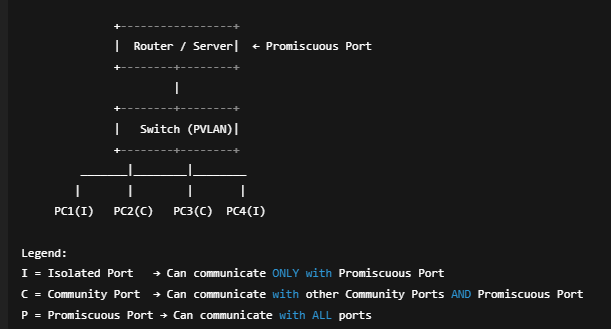 +-----------------+
| Router / Server| ← Promiscuous Port
+--------+--------+
|
+--------+--------+
| Switch (PVLAN)|
+--------+--------+
_______|________|________
| | | |
PC1(I) PC2(C) PC3(C) PC4(I)
Legend:
I = Isolated Port → Can communicate ONLY with Promiscuous Port
C = Community Port → Can communicate with other Community Ports AND Promiscuous Port
P = Promiscuous Port → Can communicate with ALL ports